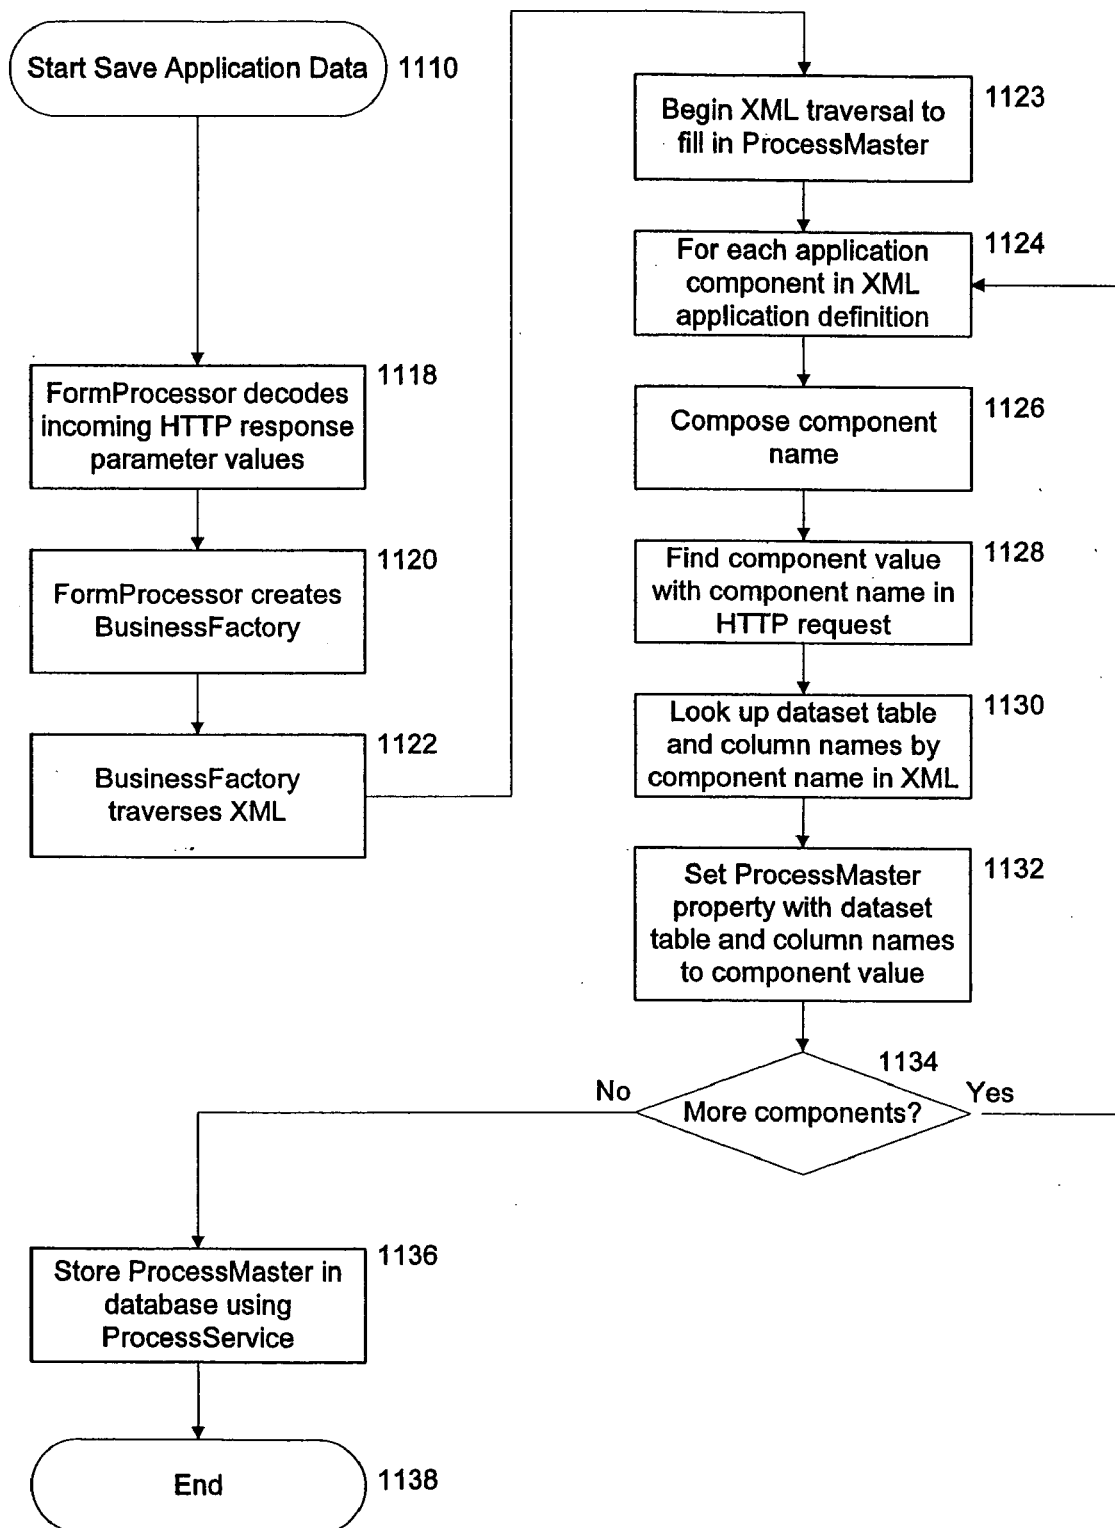 Start Save Application Data
1110
FormProcessor decodes
incoming HTTP response
parameter values
1118
FormProcessor creates
BusinessFactory
1120
BusinessFactory
traverses XML
1122
Begin XML traversal to
fill in ProcessMaster
1123
For each application
component in XML
application definition
1124
Compose component
name
1126
Find component value
with component name in
HTTP request
1128
Look up dataset table
and column names by
component name in XML
1130
Set ProcessMaster
property with dataset
table and column names
to component value
1132
More components?
1134
No
Yes
Store ProcessMaster in
database using
ProcessService
1136
End
1138